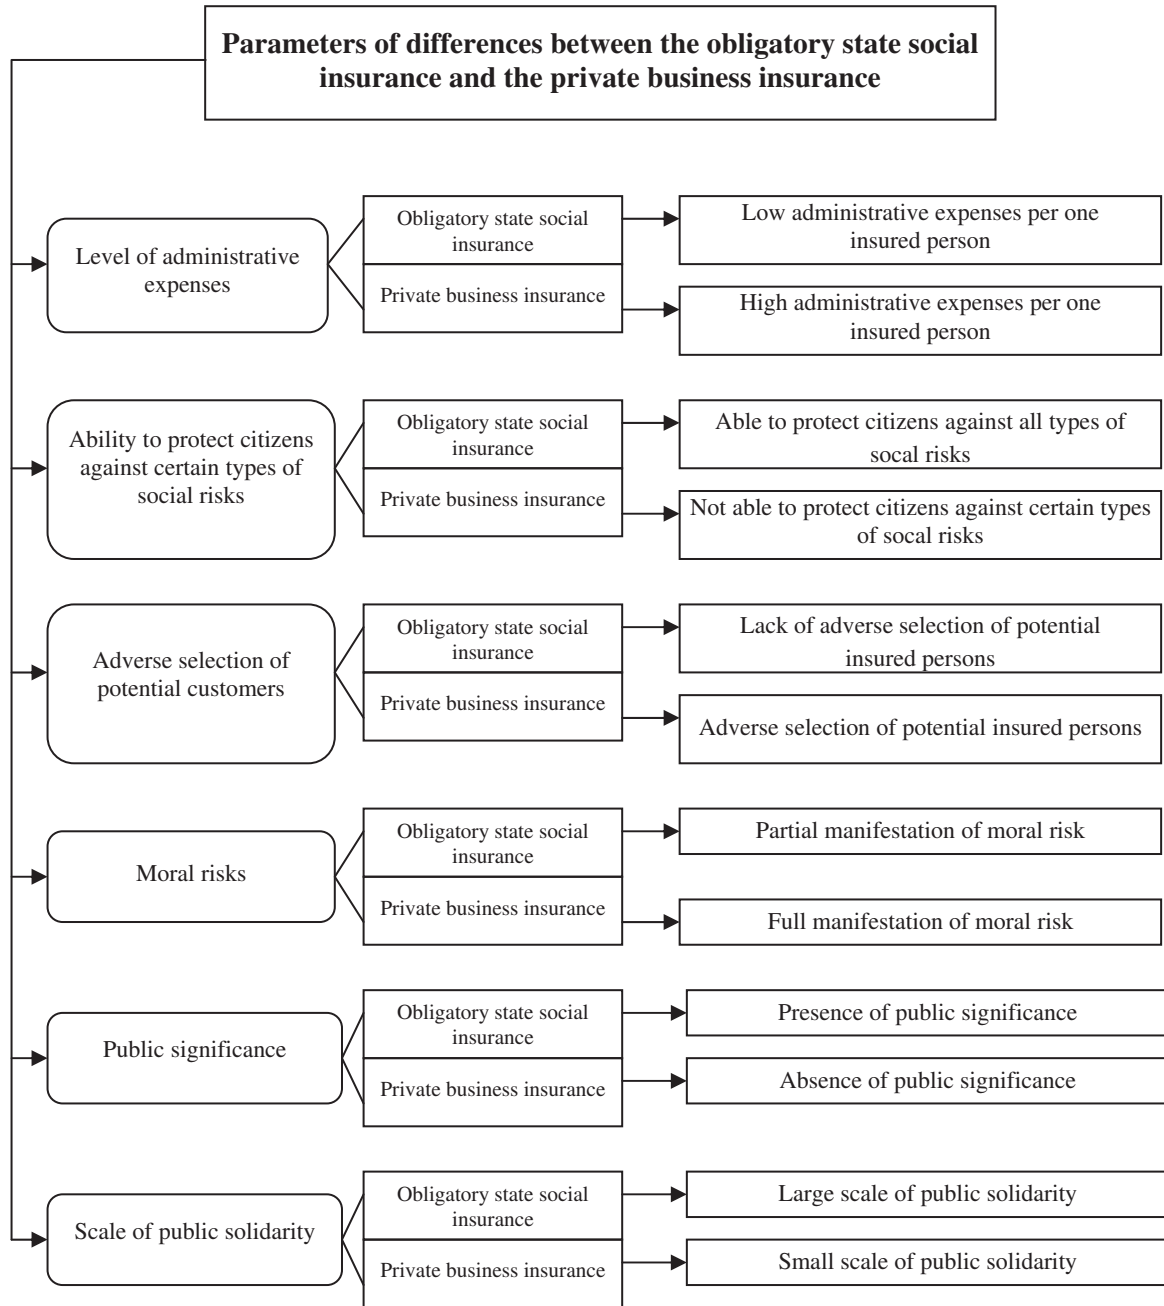 Parameters of differences between the obligatory state social
insurance and the private business insurance
Level of administrative
expenses
Obligatory state social
insurance
Private business insurance
Low administrative expenses per one
insured person
High administrative expenses per one
insured person
Ability to protect citizens
against certain types of
social risks
Obligatory state social
insurance
Private business insurance
Able to protect citizens against all types of
socal risks
Not able to protect citizens against certain types
of socal risks
Adverse selection of
potential customers
Obligatory state social
insurance
Private business insurance
Lack of adverse selection of potential
insured persons
Adverse selection of potential insured persons
Moral risks
Obligatory state social
insurance
Private business insurance
Partial manifestation of moral risk
Full manifestation of moral risk
Public significance
Obligatory state social
insurance
Private business insurance
Presence of public significance
Absence of public significance
Scale of public solidarity
Obligatory state social
insurance
Private business insurance
Large scale of public solidarity
Small scale of public solidarity